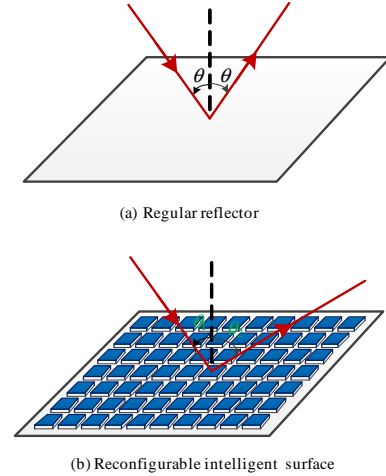 θ θ
(a) Regular reflector
(b) Reconfigurable intelligent surface